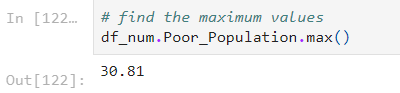 In [122… # find the maximum values
df_num.Poor_Population.max()
Out[122]: 30.81